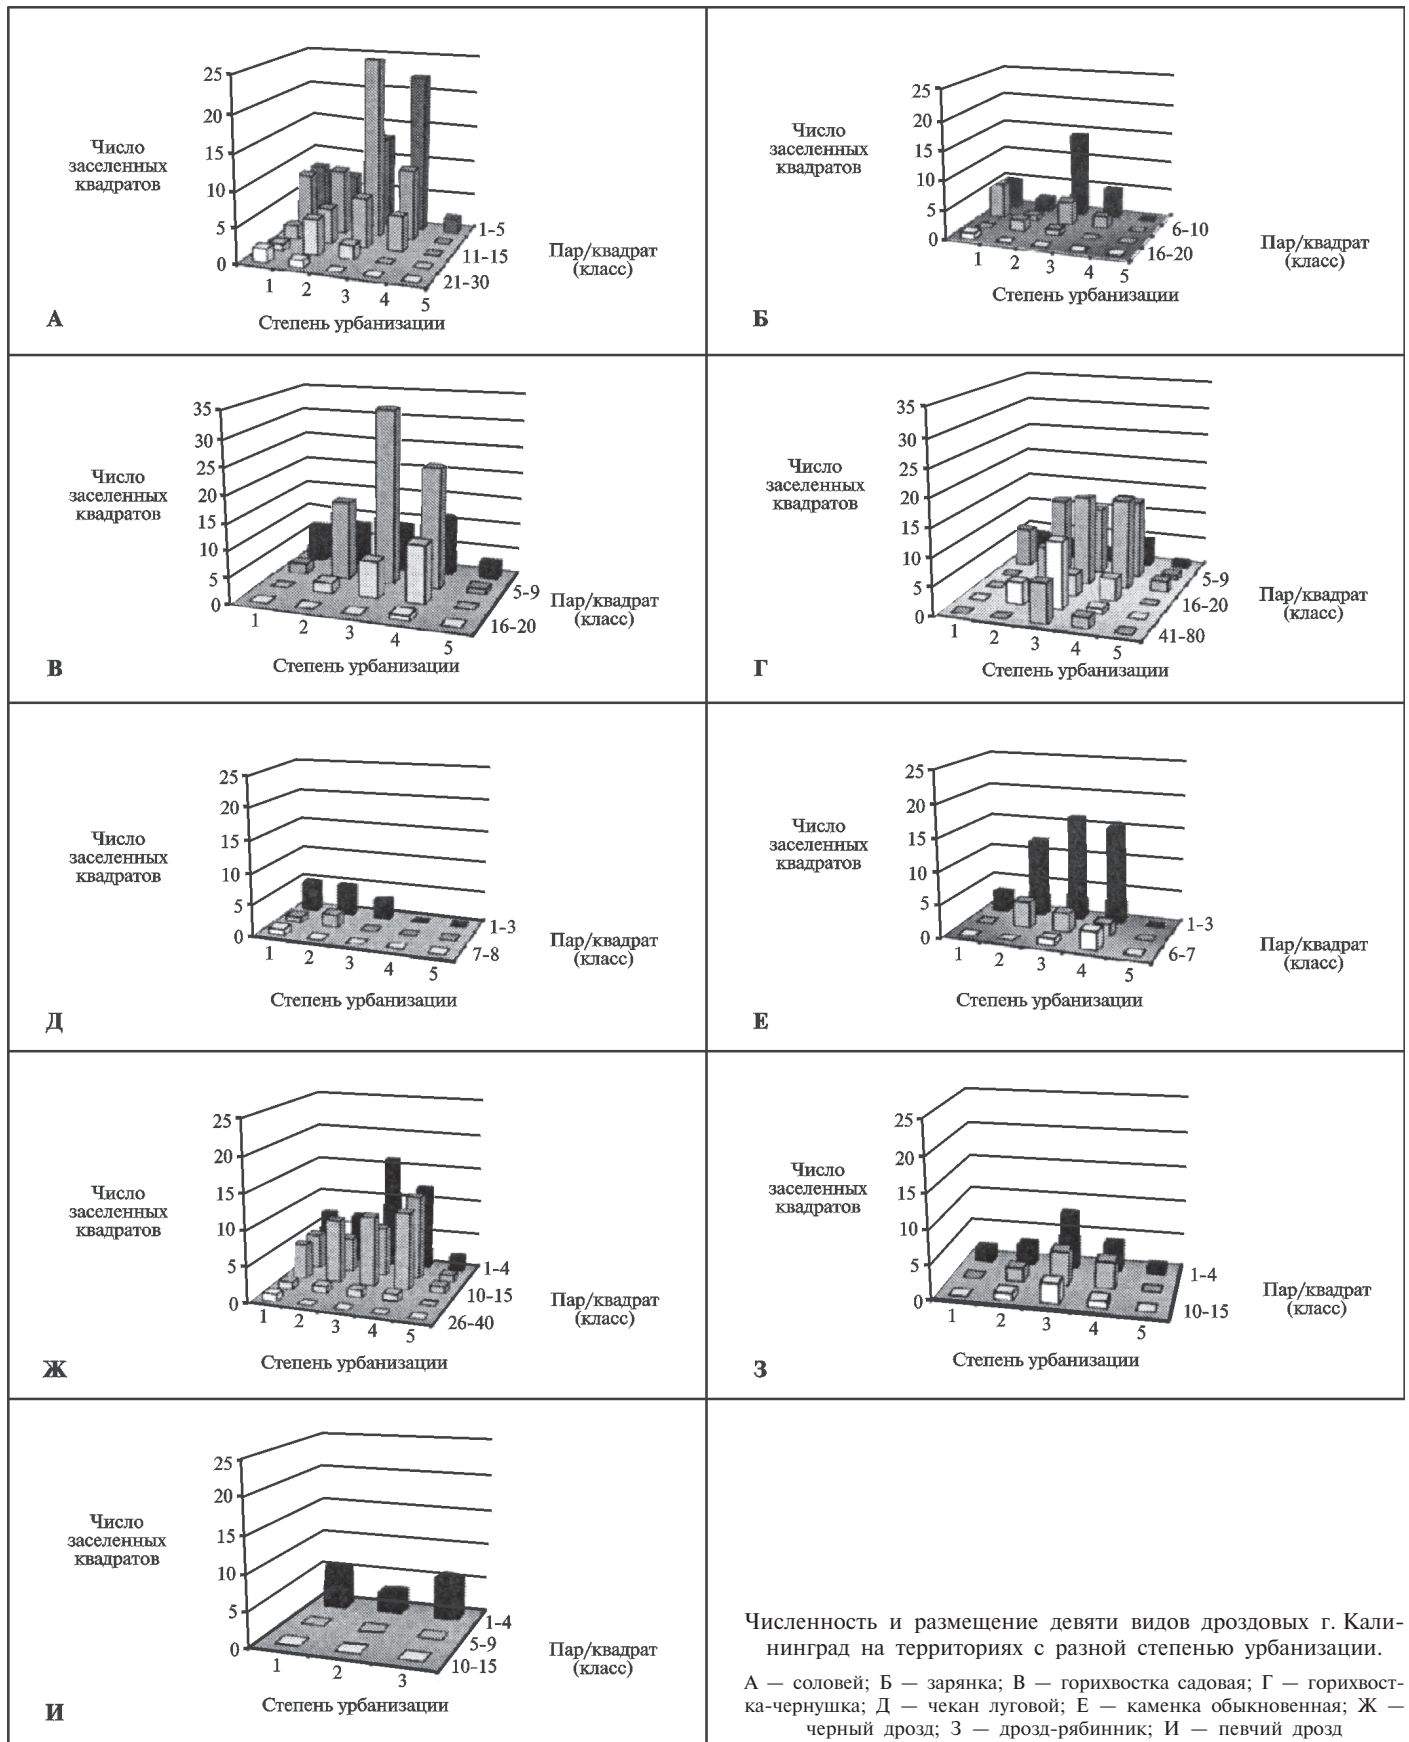 25
20
15
10
5
0
Число
заселенных
квадратов
1 2 3 4 5
1-5
11-15
21-30
Пар/квадрат
(класс)
Степень урбанизации
А
25
20
15
10
5
0
Число
заселенных
квадратов
1 2 3 4 5
6-10
16-20
Пар/квадрат
(класс)
Степень урбанизации
Б
35
30
25
20
15
10
5
0
Число
заселенных
квадратов
1 2 3 4 5
5-9
16-20
Пар/квадрат
(класс)
Степень урбанизации
В
35
30
25
20
15
10
5
0
Число
заселенных
квадратов
1 2 3 4 5
5-9
16-20
41-80
Пар/квадрат
(класс)
Степень урбанизации
Г
25
20
15
10
5
0
Число
заселенных
квадратов
1 2 3 4 5
1-3
7-8
Пар/квадрат
(класс)
Степень урбанизации
Д
25
20
15
10
5
0
Число
заселенных
квадратов
1 2 3 4 5
1-3
6-7
Пар/квадрат
(класс)
Степень урбанизации
Е
25
20
15
10
5
0
Число
заселенных
квадратов
1 2 3 4 5
1-4
10-15
26-40
Пар/квадрат
(класс)
Степень урбанизации
Ж
25
20
15
10
5
0
Число
заселенных
квадратов
1 2 3 4 5
1-4
10-15
Пар/квадрат
(класс)
Степень урбанизации
З
25
20
15
10
5
0
Число
заселенных
квадратов
1 2 3
1-4
5-9
10-15
Пар/квадрат
(класс)
Степень урбанизации
И
Численность и размещение девяти видов дроздовых г. Кали-
нинград на территориях с разной степенью урбанизации.
А — соловей; Б — зарянка; В — горихвостка садовая; Г — горихвост-
ка-чернушка; Д — чекан луговой; Е — каменка обыкновенная; Ж —
черный дрозд; З — дрозд-рябинник; И — певчий дрозд